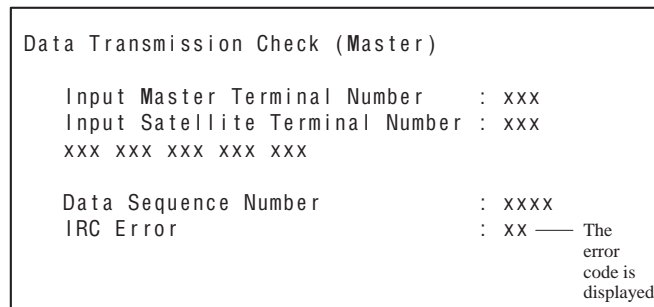 Data Transmission Check (Master)
Input Master Terminal Number : xxx
Input Satellite Terminal Number : xxx
xxx xxx xxx xxx xxx
Data Sequence Number : xxxx
IRC Error : xx
The
error
code is
displayed